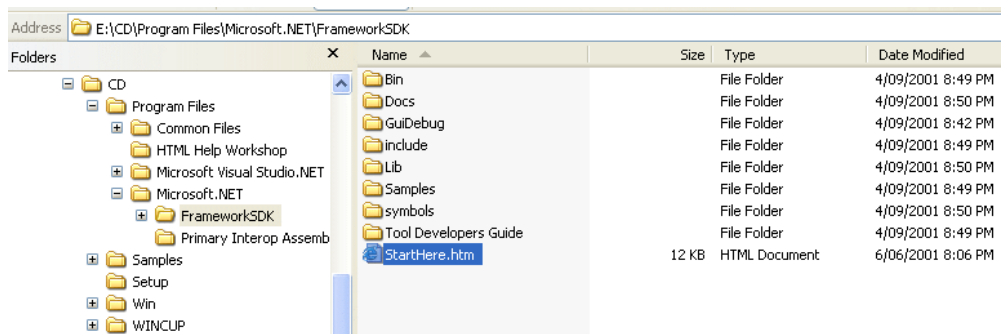 Address E:\CD\Program Files\Microsoft.NET\FrameworkSDK
Folders × Name Size Type Date Modified
CD
Program Files
Common Files
HTML Help Workshop
Microsoft Visual Studio.NET
Microsoft.NET
FrameworkSDK
Primary Interop Assemb
Samples
Setup
Win
WINCUP
Bin File Folder 4/09/2001 8:49 PM
Docs File Folder 4/09/2001 8:50 PM
GuiDebug File Folder 4/09/2001 8:42 PM
include File Folder 4/09/2001 8:49 PM
Lib File Folder 4/09/2001 8:50 PM
Samples File Folder 4/09/2001 8:49 PM
symbols File Folder 4/09/2001 8:50 PM
Tool Developers Guide File Folder 4/09/2001 8:49 PM
StartHere.htm 12 KB HTML Document 6/06/2001 8:06 PM